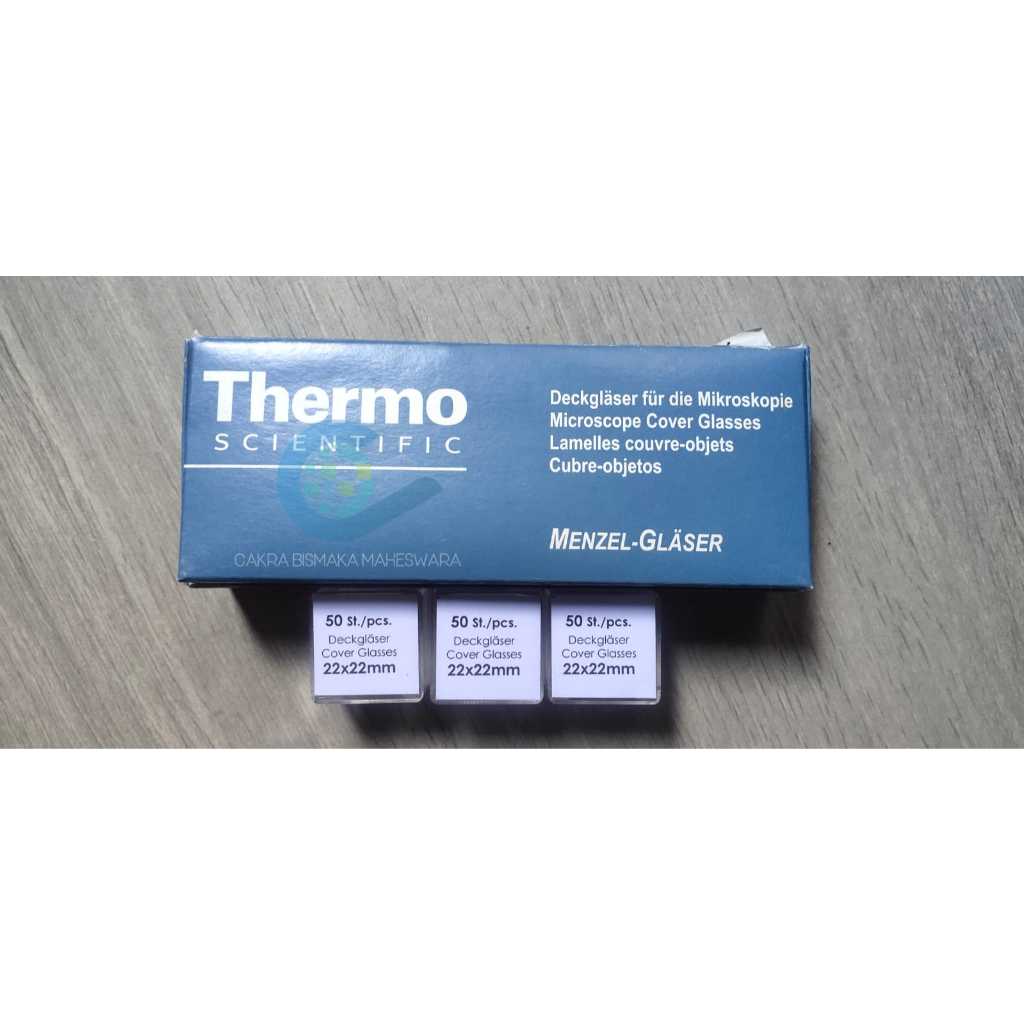 Thermo
SCIENTIFIC
Deckgläser für die Mikroskopie
Microscope Cover Glasses
Lamelles couvre-objets
Cubre-objetos
MENZEL-GLÄSER
CAKRA BISMAKA MAHESWARA
50 St./pcs.
Deckgläser
Cover Glasses
22x22mm
50 St./pcs.
Deckgläser
Cover Glasses
22x22mm
50 St./pcs.
Deckgläser
Cover Glasses
22x22mm